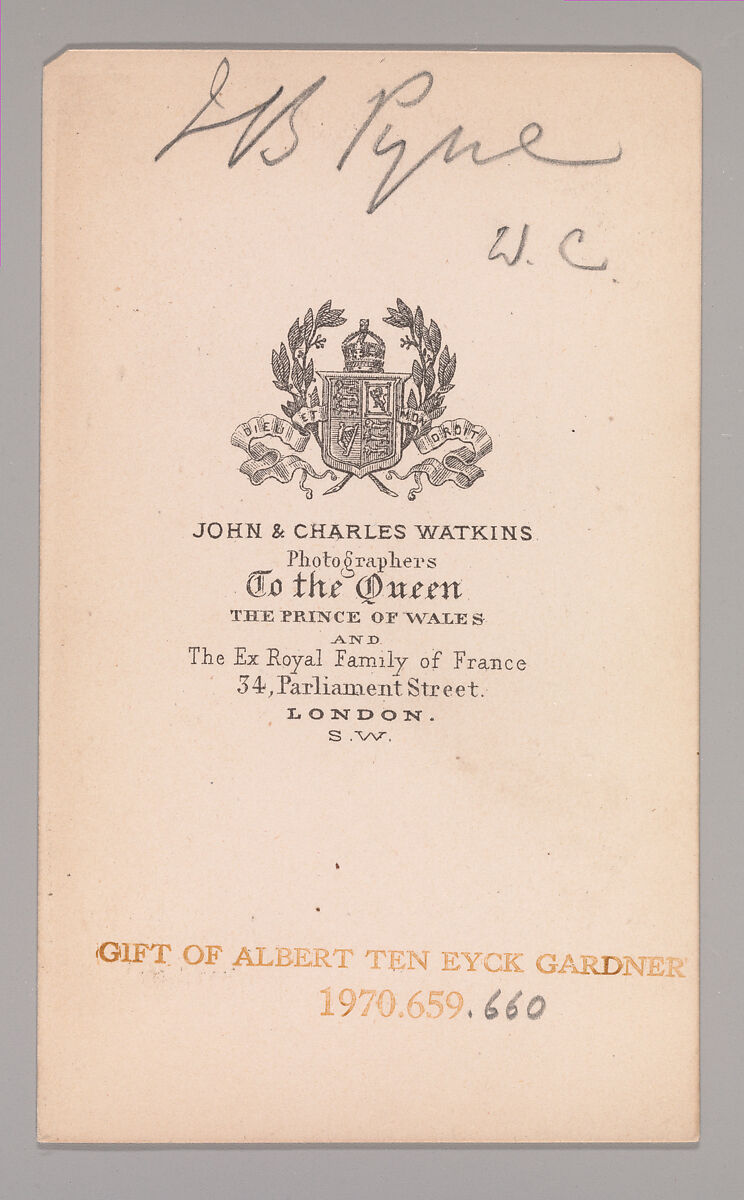 JB Pyne
W. C.
DIEU ET MON DROIT
JOHN & CHARLES WATKINS
Photographers
To the Queen
THE PRINCE OF WALES
AND
The Ex Royal Family of France
34, Parliament Street.
LONDON.
S.W.
GIFT OF ALBERT TEN EYCK GARDNER
1970.659.660